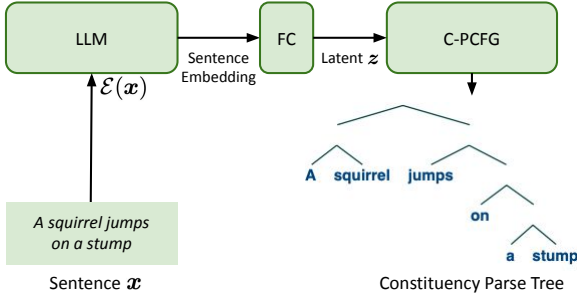 LLM
FC
C-PCFG
Sentence
Embedding
Latent z
ℰ(x)
A squirrel jumps
on
a stump
A squirrel jumps
on a stump
Sentence x
Constituency Parse Tree